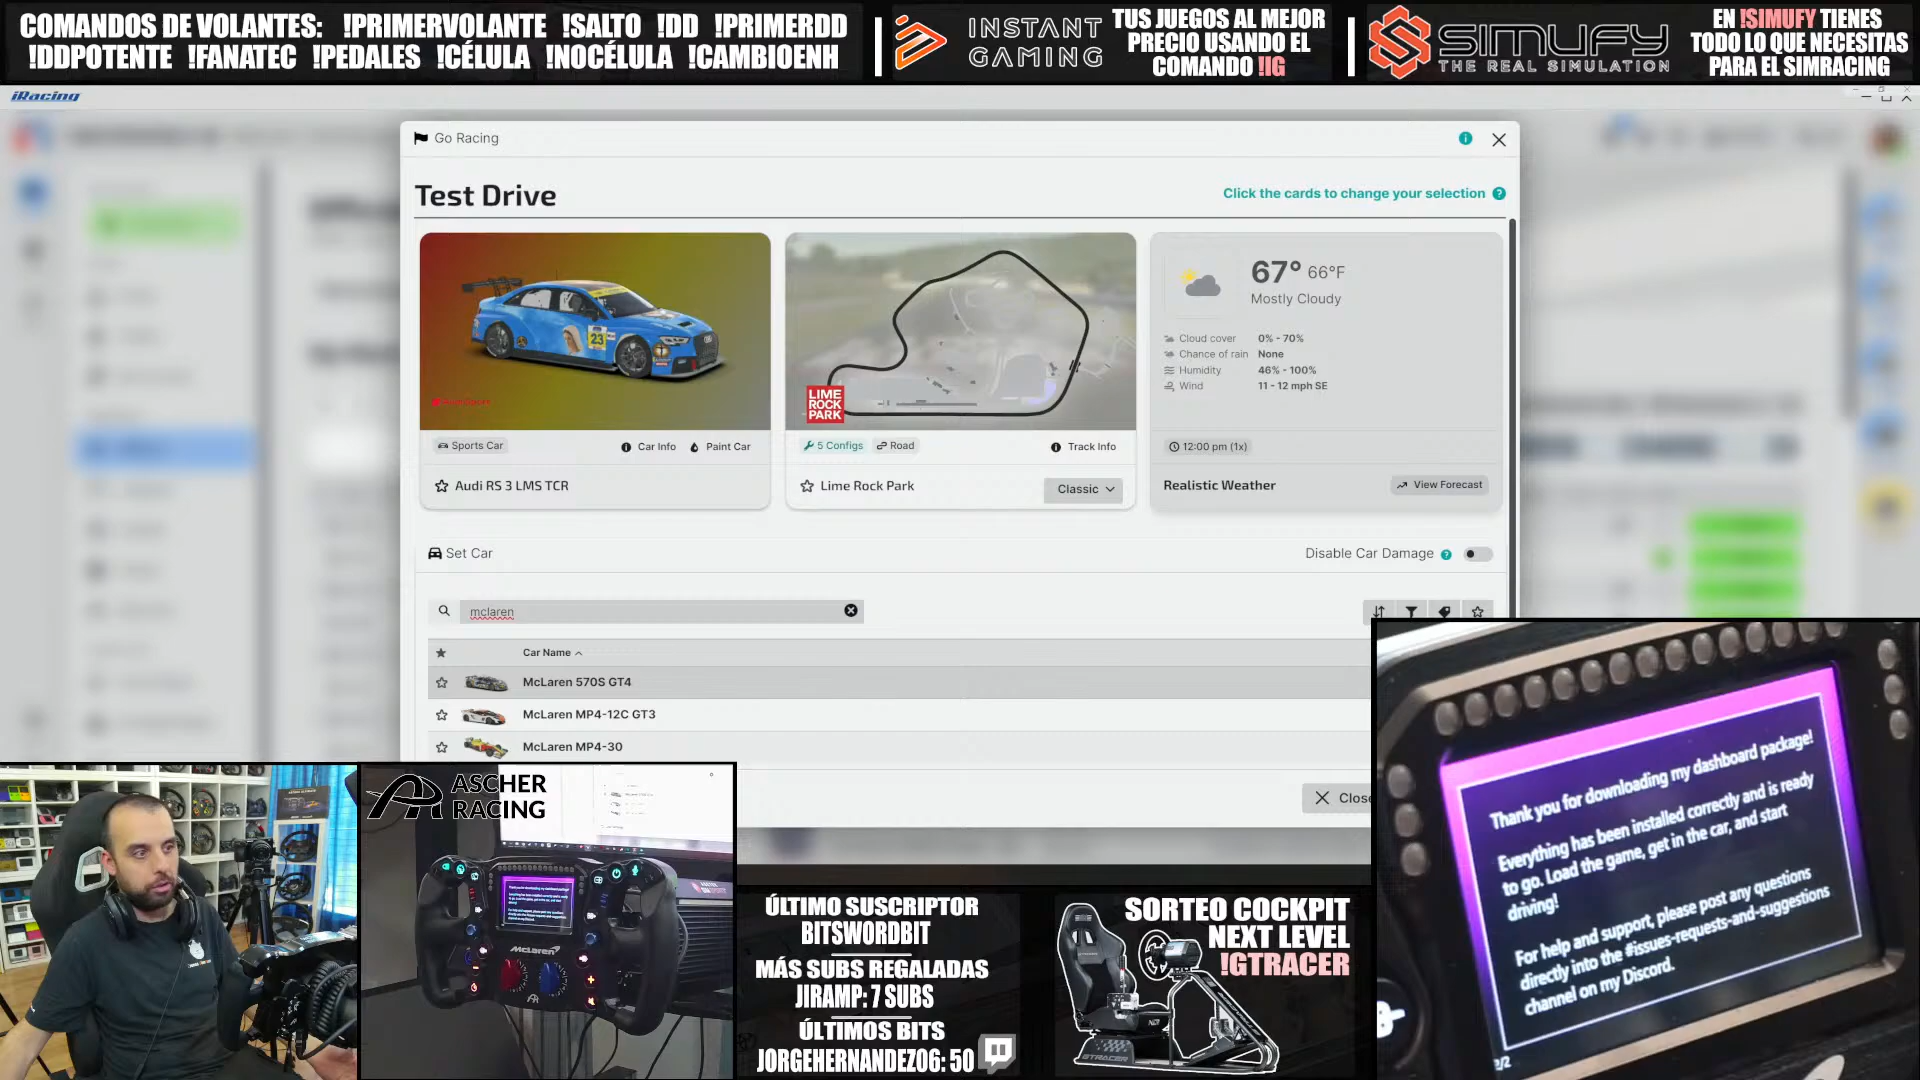 COMANDOS DE VOLANTES: !PRIMERVOLANTE !SALTO !DD !PRIMERDD
!DDPOTENTE !FANATEC !PEDALES !CÉLULA !NOCÉLULA !CAMBIOENH
INSTANT
GAMING
TUS JUEGOS AL MEJOR
PRECIO USANDO EL
COMANDO !IG
SIMUFY
THE REAL SIMULATION
EN !SIMUFY TIENES
TODO LO QUE NECESITAS
PARA EL SIMRACING
iRacing
Go Racing
Test Drive
Click the cards to change your selection
LIME
ROCK
PARK
67° 66°F
Mostly Cloudy
Cloud cover 0% - 70%
Chance of rain None
Humidity 46% - 100%
Wind 11 - 12 mph SE
Sports Car Car Info Paint Car
5 Configs Road Track Info
12:00 pm (1x)
Audi RS 3 LMS TCR
Lime Rock Park Classic
Realistic Weather View Forecast
Set Car
Disable Car Damage
mclaren
Car Name
McLaren 570S GT4
McLaren MP4-12C GT3
McLaren MP4-30
Close
Thank you for downloading my dashboard package!
Everything has been installed correctly and is ready
to go. Load the game, get in the car, and start
driving!
For help and support, please post any questions
directly into the #issues-requests-and-suggestions
channel on my Discord.
2/2
ASCHER
RACING
McLaren
ÚLTIMO SUSCRIPTOR
BITSWORDBIT
MÁS SUBS REGALADAS
JIRAMP: 7 SUBS
ÚLTIMOS BITS
JORGEHERNANDEZ06: 50
SORTEO COCKPIT
NEXT LEVEL
!GTRACER
GTRACER